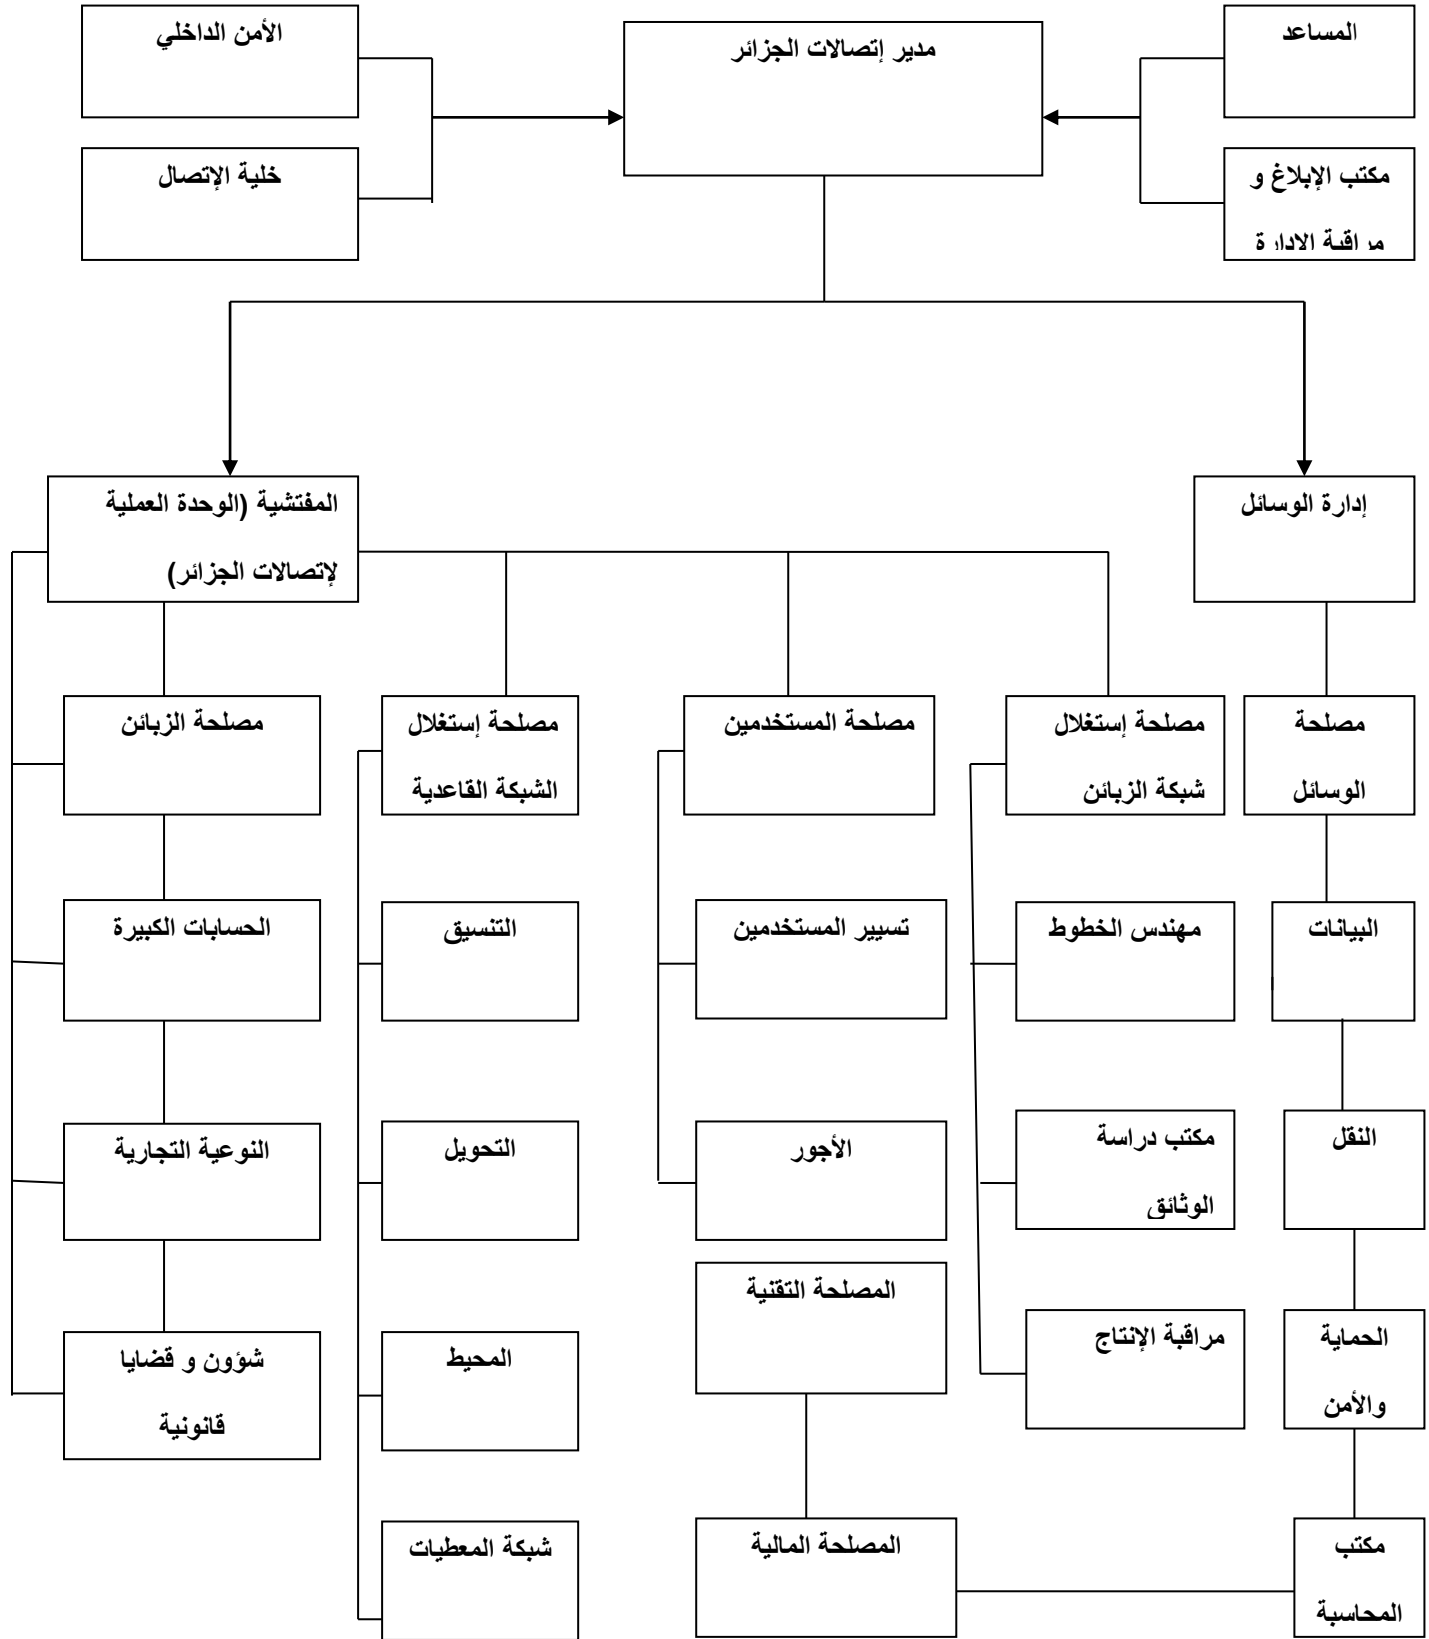 المساعد
مدير إتصالات الجزائر
الأمن الداخلي
مكتب الإبلاغ و
مراقبة الادارة
خلية الإتصال
إدارة الوسائل
المفتشية (الوحدة العملية
لإتصالات الجزائر)
مصلحة
الوسائل
مصلحة إستغلال
شبكة الزبائن
مصلحة المستخدمين
مصلحة إستغلال
الشبكة القاعدية
مصلحة الزبائن
البيانات
مهندس الخطوط
تسيير المستخدمين
التنسيق
الحسابات الكبيرة
النقل
مكتب دراسة
الوثائق
الأجور
التحويل
النوعية التجارية
الحماية
والأمن
مراقبة الإنتاج
المصلحة التقنية
المحيط
شؤون و قضايا
قانونية
مكتب
المحاسبة
المصلحة المالية
شبكة المعطيات